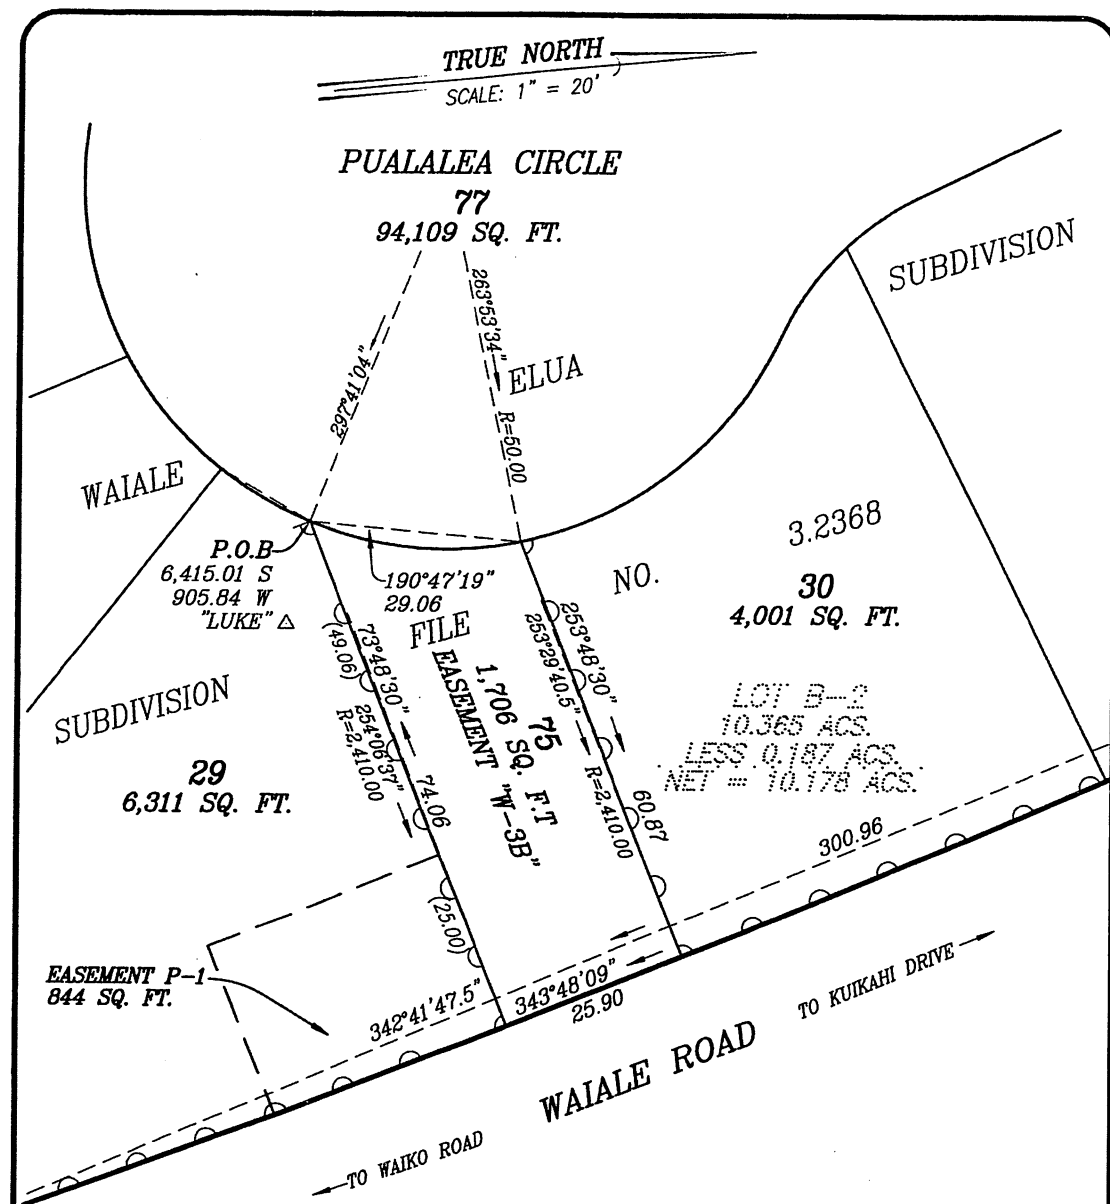 TRUE NORTH
SCALE: 1" = 20'
PUALALEA CIRCLE
77
94,109 SQ. FT.
SUBDIVISION
297°41'04"
263°53'34"
R=50.00
ELUA
WAIALE
P.O.B
6,415.01 S
905.84 W
"LUKE" △
190°47'19"
29.06
FILE
NO.
3.2368
30
4,001 SQ. FT.
SUBDIVISION
29
6,311 SQ. FT.
(49.06)
73°48'30"
74.06
254°06'37"
R=2,410.00
(25.00)
75
1,706 SQ. F.T
EASEMENT "W-3B"
253°48'30"
60.87
253°29'40.5"
R=2,410.00
LOT B-2
10.365 ACS.
LESS 0.187 ACS.
NET = 10.178 ACS.
300.96
EASEMENT P-1
844 SQ. FT.
342°41'47.5"
343°48'09"
25.90
TO KUIKAHI DRIVE
WAIALE ROAD
TO WAIKO ROAD